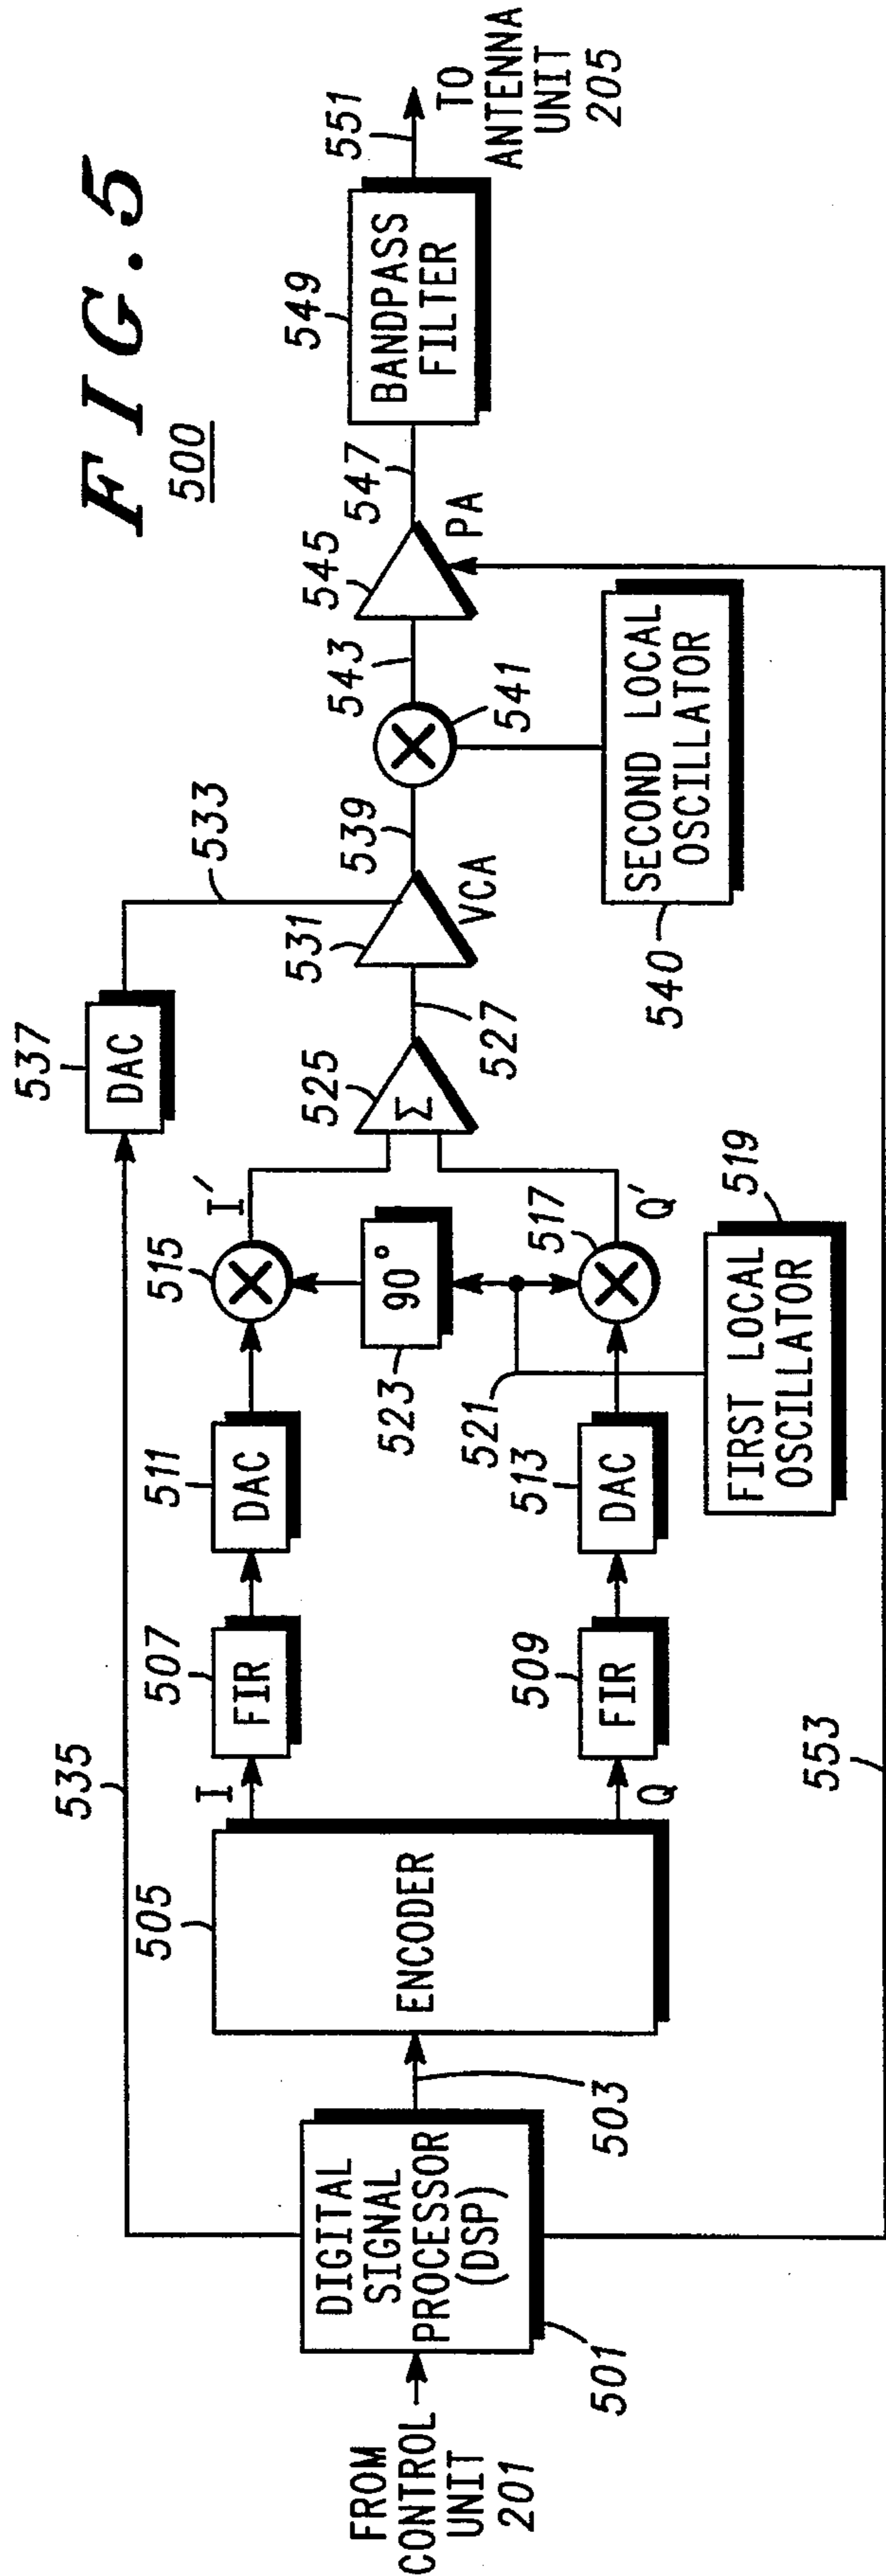 FIG. 5
500
FROM
CONTROL
UNIT
201
DIGITAL
SIGNAL
PROCESSOR
(DSP)
501
503
535
505
ENCODER
I
Q
507
FIR
509
FIR
511
DAC
513
DAC
515
I'
523
90°
521
517
Q'
FIRST LOCAL
OSCILLATOR
519
537
DAC
533
525
Σ
527
531
VCA
539
541
543
540
SECOND LOCAL
OSCILLATOR
545
PA
547
549
BANDPASS
FILTER
551
TO
ANTENNA
UNIT
205
553